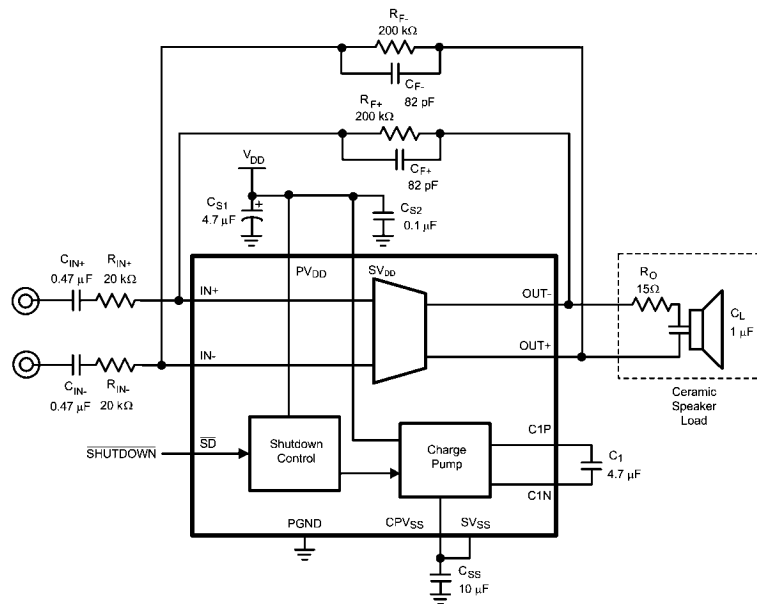 RF-
200 kΩ
CF-
82 pF
RF+
200 kΩ
CF+
82 pF
VDD
CS1
4.7 µF
+
CS2
0.1 µF
CIN+
0.47 µF
RIN+
20 kΩ
IN+
PVDD
SVDD
OUT-
RO
15Ω
CL
1 µF
IN-
OUT+
CIN-
0.47 µF
RIN-
20 kΩ
Ceramic
Speaker
Load
SHUTDOWN
SD
Shutdown
Control
Charge
Pump
C1P
C1
4.7 µF
C1N
PGND
CPVSS
SVSS
CSS
10 µF